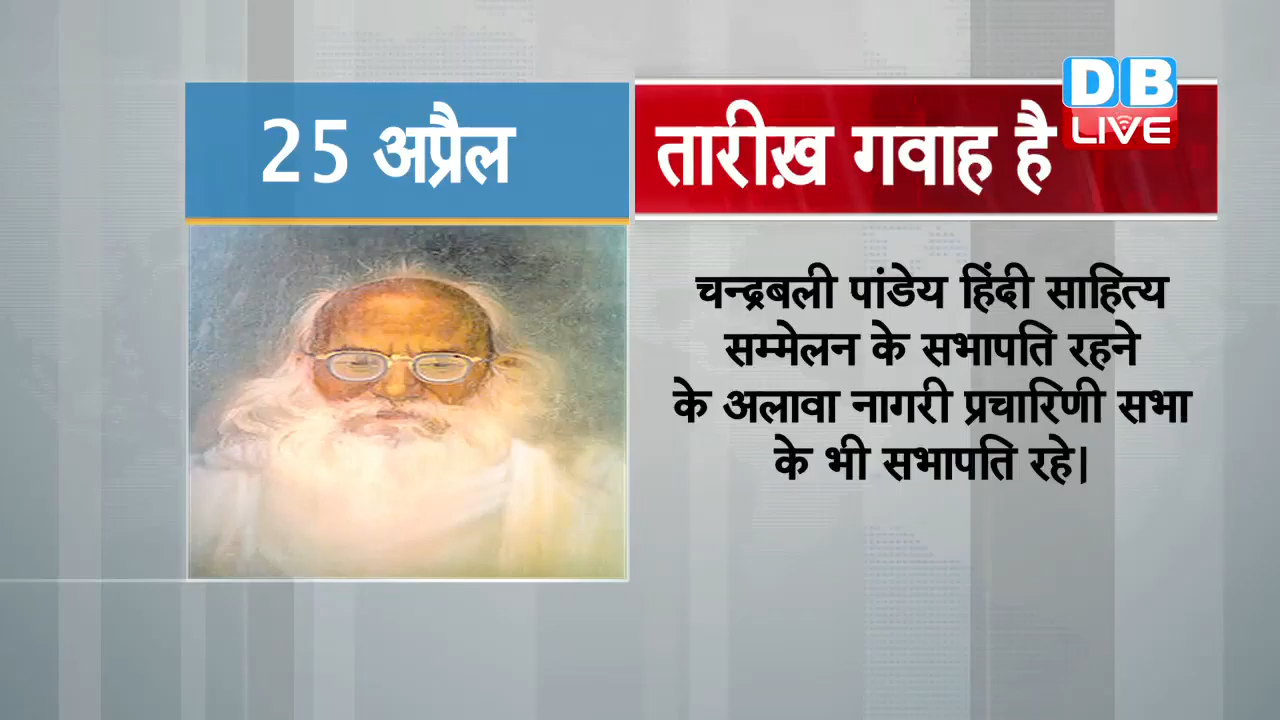 25 अप्रैल
तारीख़ गवाह है
DB
LIVE
चन्द्रबली पांडेय हिंदी साहित्य
सम्मेलन के सभापति रहने
के अलावा नागरी प्रचारिणी सभा
के भी सभापति रहे।